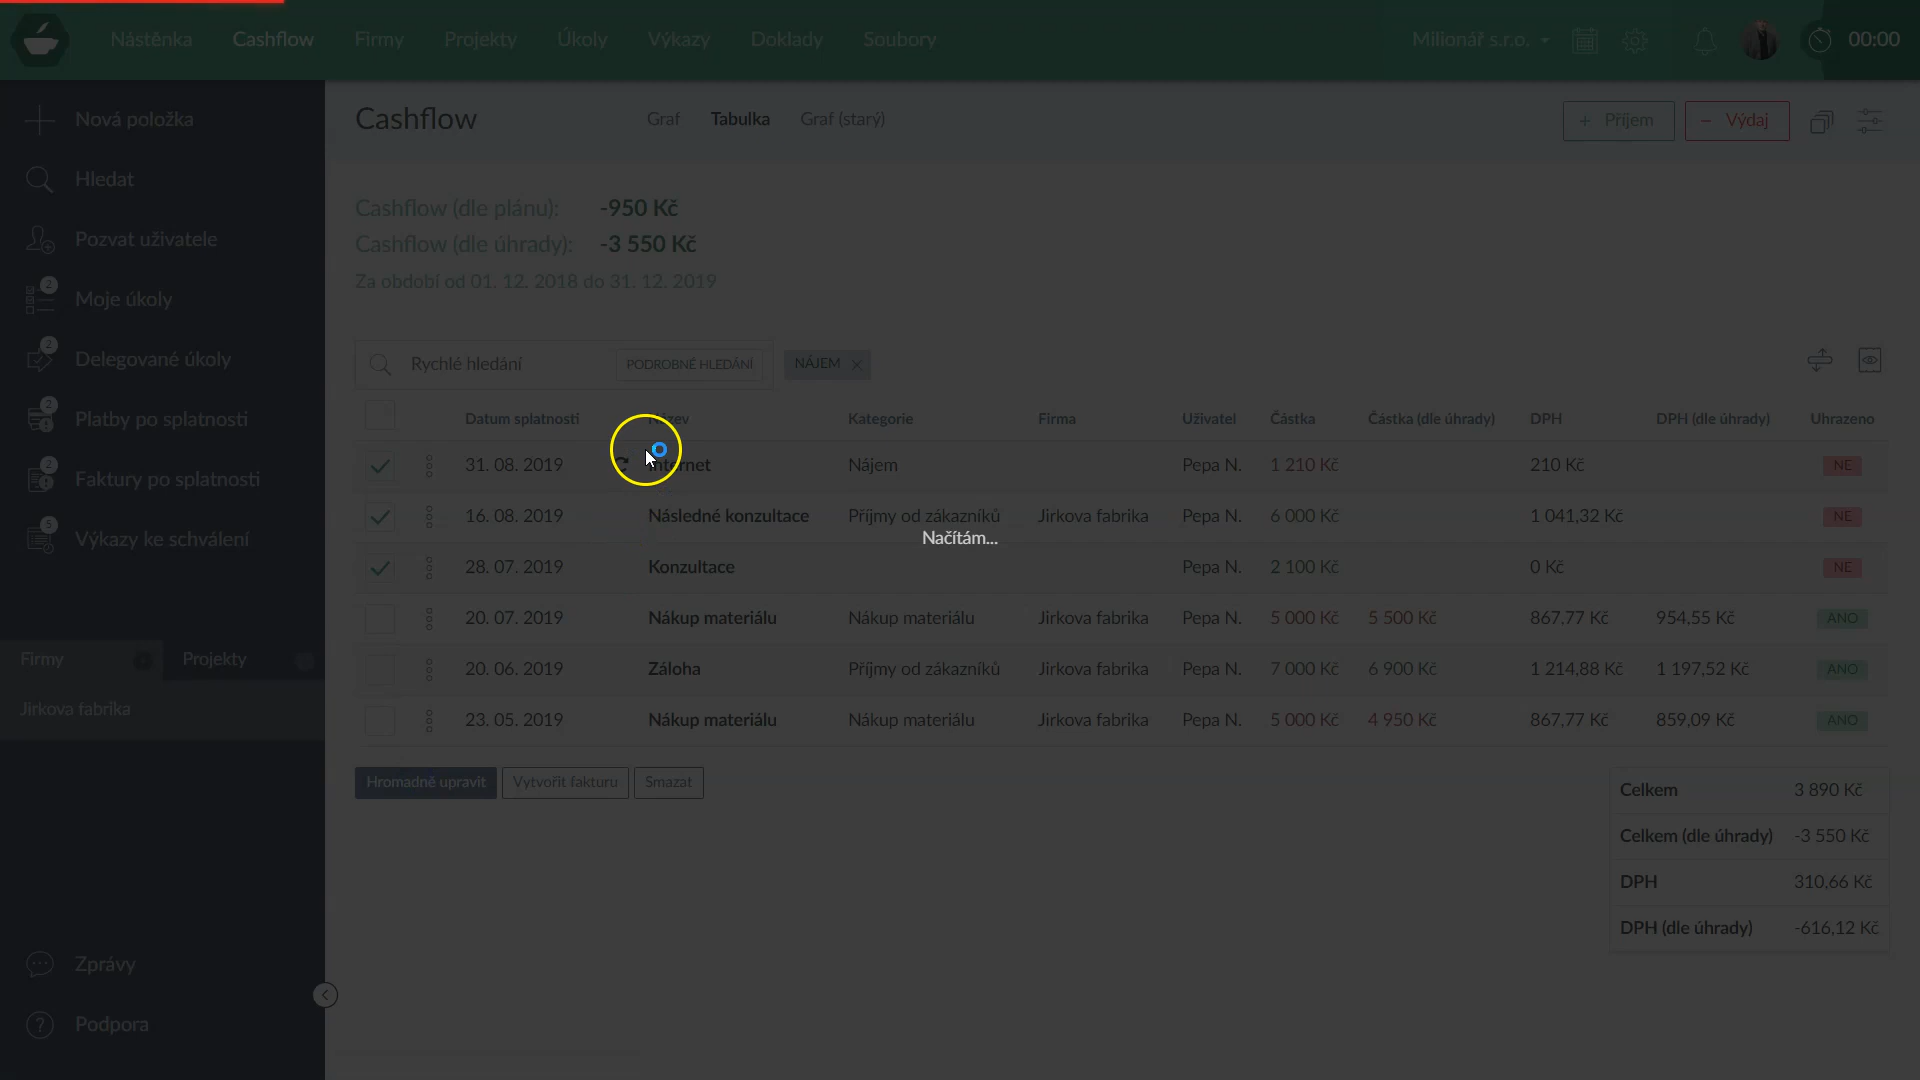 Nástěnka Cashflow Firmy Projekty Úkoly Výkazy Doklady Soubory Milionář s.r.o. 00:00
Nová položka
Hledat
Pozvat uživatele
2
Moje úkoly
2
Delegované úkoly
2
Platby po splatnosti
2
Faktury po splatnosti
5
Výkazy ke schválení
Firmy Projekty
Jirkova fabrika
Zprávy
Podpora
Cashflow Graf Tabulka Graf (starý) + Příjem − Výdaj
Cashflow (dle plánu): -950 Kč
Cashflow (dle úhrady): -3 550 Kč
Za období od 01. 12. 2018 do 31. 12. 2019
Rychlé hledání PODROBNÉ HLEDÁNÍ NÁJEM
Datum splatnosti Název Kategorie Firma Uživatel Částka Částka (dle úhrady) DPH DPH (dle úhrady) Uhrazeno
31. 08. 2019 Internet Nájem Pepa N. 1 210 Kč 210 Kč NE
16. 08. 2019 Následné konzultace Příjmy od zákazníků Jirkova fabrika Pepa N. 6 000 Kč 1 041,32 Kč NE
Načítám...
28. 07. 2019 Konzultace Pepa N. 2 100 Kč 0 Kč NE
20. 07. 2019 Nákup materiálu Nákup materiálu Jirkova fabrika Pepa N. 5 000 Kč 5 500 Kč 867,77 Kč 954,55 Kč ANO
20. 06. 2019 Záloha Příjmy od zákazníků Jirkova fabrika Pepa N. 7 000 Kč 6 900 Kč 1 214,88 Kč 1 197,52 Kč ANO
23. 05. 2019 Nákup materiálu Nákup materiálu Jirkova fabrika Pepa N. 5 000 Kč 4 950 Kč 867,77 Kč 859,09 Kč ANO
Hromadně upravit Vytvořit fakturu Smazat
Celkem 3 890 Kč
Celkem (dle úhrady) -3 550 Kč
DPH 310,66 Kč
DPH (dle úhrady) -616,12 Kč